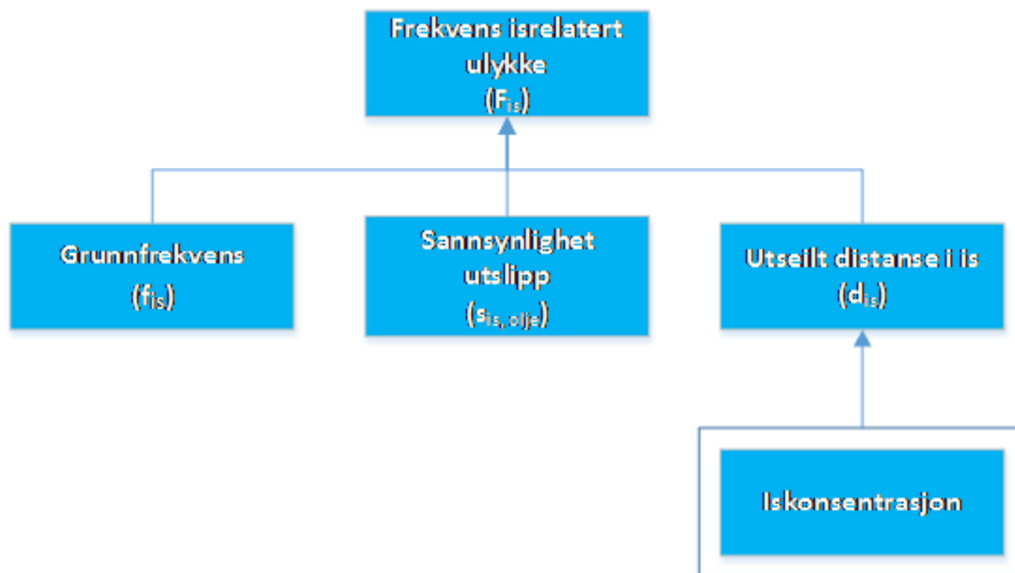 Frekvens isrelatert
ulykke
(Fis)
Grunnfrekvens
(fis)
Sannsynlighet
utslipp
(sis, olje)
Utseilt distanse i is
(dis)
Iskonsentrasjon